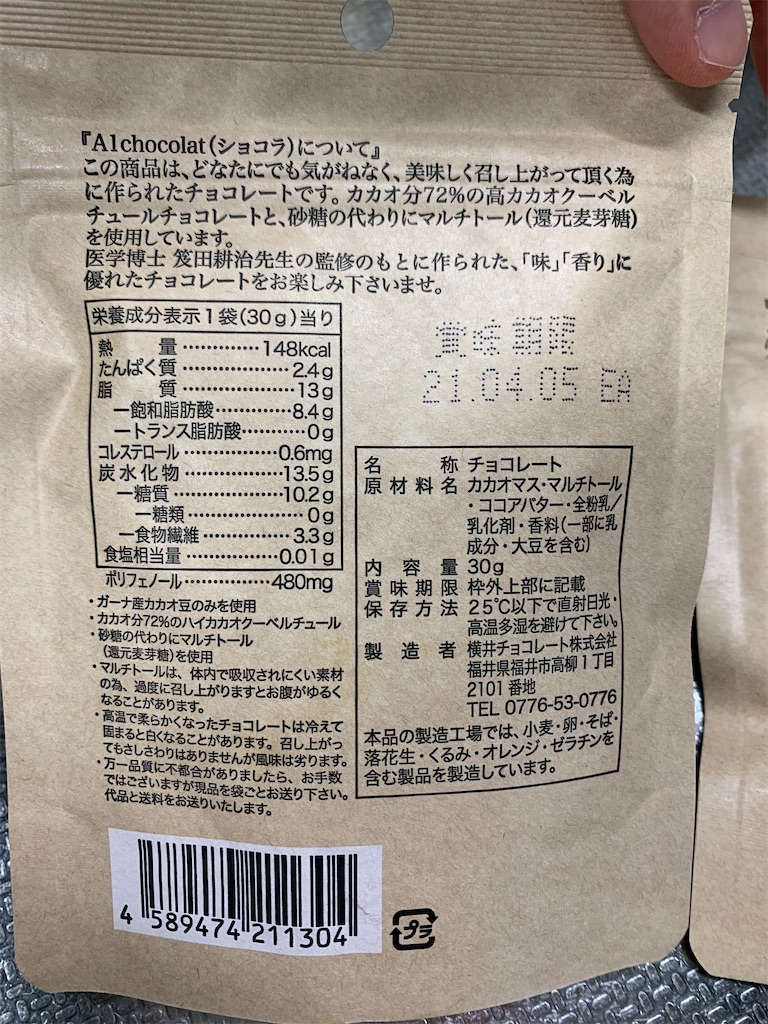 『A1chocolat(ショコラ)について』
この商品は、どなたにでも気がねなく、美味しく召し上がって頂く為
に作られたチョコレートです。カカオ分72%の高カカオクーベル
チュールチョコレートと、砂糖の代わりにマルチトール(還元麦芽糖)
を使用しています。
医学博士 笈田耕治先生の監修のもとに作られた、「味」「香り」に
優れたチョコレートをお楽しみ下さいませ。
栄養成分表示1袋(30g)当り
熱量…………148kcal
たんぱく質…………2.4g
脂質…………13g
―飽和脂肪酸…………8.4g
―トランス脂肪酸…………0g
コレステロール…………0.6mg
炭水化物…………13.5g
―糖質…………10.2g
―糖類…………0g
―食物繊維…………3.3g
食塩相当量…………0.01g
ポリフェノール…………480mg
・ガーナ産カカオ豆のみを使用
・カカオ分72%のハイカカオクーベルチュール
・砂糖の代わりにマルチトール
(還元麦芽糖)を使用
・マルチトールは、体内で吸収されにくい素材
の為、過度に召し上がりますとお腹がゆるく
なることがあります。
・高温で柔らかくなったチョコレートは冷えて
固まると白くなることがあります。召し上がっ
てもさしさわりはありませんが風味は劣ります。
・万一品質に不都合がありましたら、お手数
ではございますが現品を袋ごとお送り下さい。
代品と送料をお送りいたします。
賞味期限
21.04.05 EA
名称 チョコレート
原材料名 カカオマス・マルチトール
・ココアバター・全粉乳/
乳化剤・香料(一部に乳
成分・大豆を含む)
内容量 30g
賞味期限 枠外上部に記載
保存方法 25℃以下で直射日光・
高温多湿を避けて下さい。
製造者 横井チョコレート株式会社
福井県福井市高柳1丁目
2101番地
TEL 0776-53-0776
本品の製造工場では、小麦・卵・そば・
落花生・くるみ・オレンジ・ゼラチンを
含む製品を製造しています。
4 589474 211304
プラ